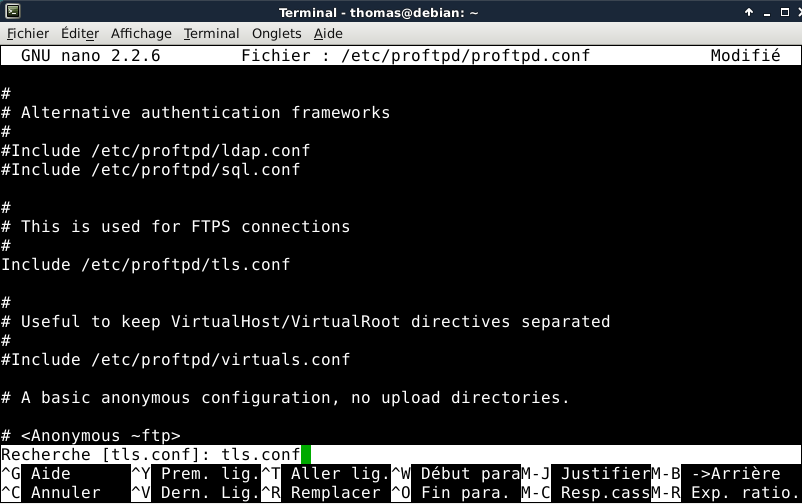 Terminal - thomas@debian: ~
Fichier Éditer Affichage Terminal Onglets Aide
GNU nano 2.2.6 Fichier : /etc/proftpd/proftpd.conf Modifié
#
# Alternative authentication frameworks
#
#Include /etc/proftpd/ldap.conf
#Include /etc/proftpd/sql.conf
#
# This is used for FTPS connections
#
Include /etc/proftpd/tls.conf
#
# Useful to keep VirtualHost/VirtualRoot directives separated
#
#Include /etc/proftpd/virtuals.conf
# A basic anonymous configuration, no upload directories.
# <Anonymous ~ftp>
Recherche [tls.conf]: tls.conf
^G Aide ^Y Prem. lig.^T Aller lig.^W Début paraM-J JustifierM-B ->Arrière
^C Annuler ^V Dern. Lig.^R Remplacer ^O Fin para. M-C Resp.cassM-R Exp. ratio.